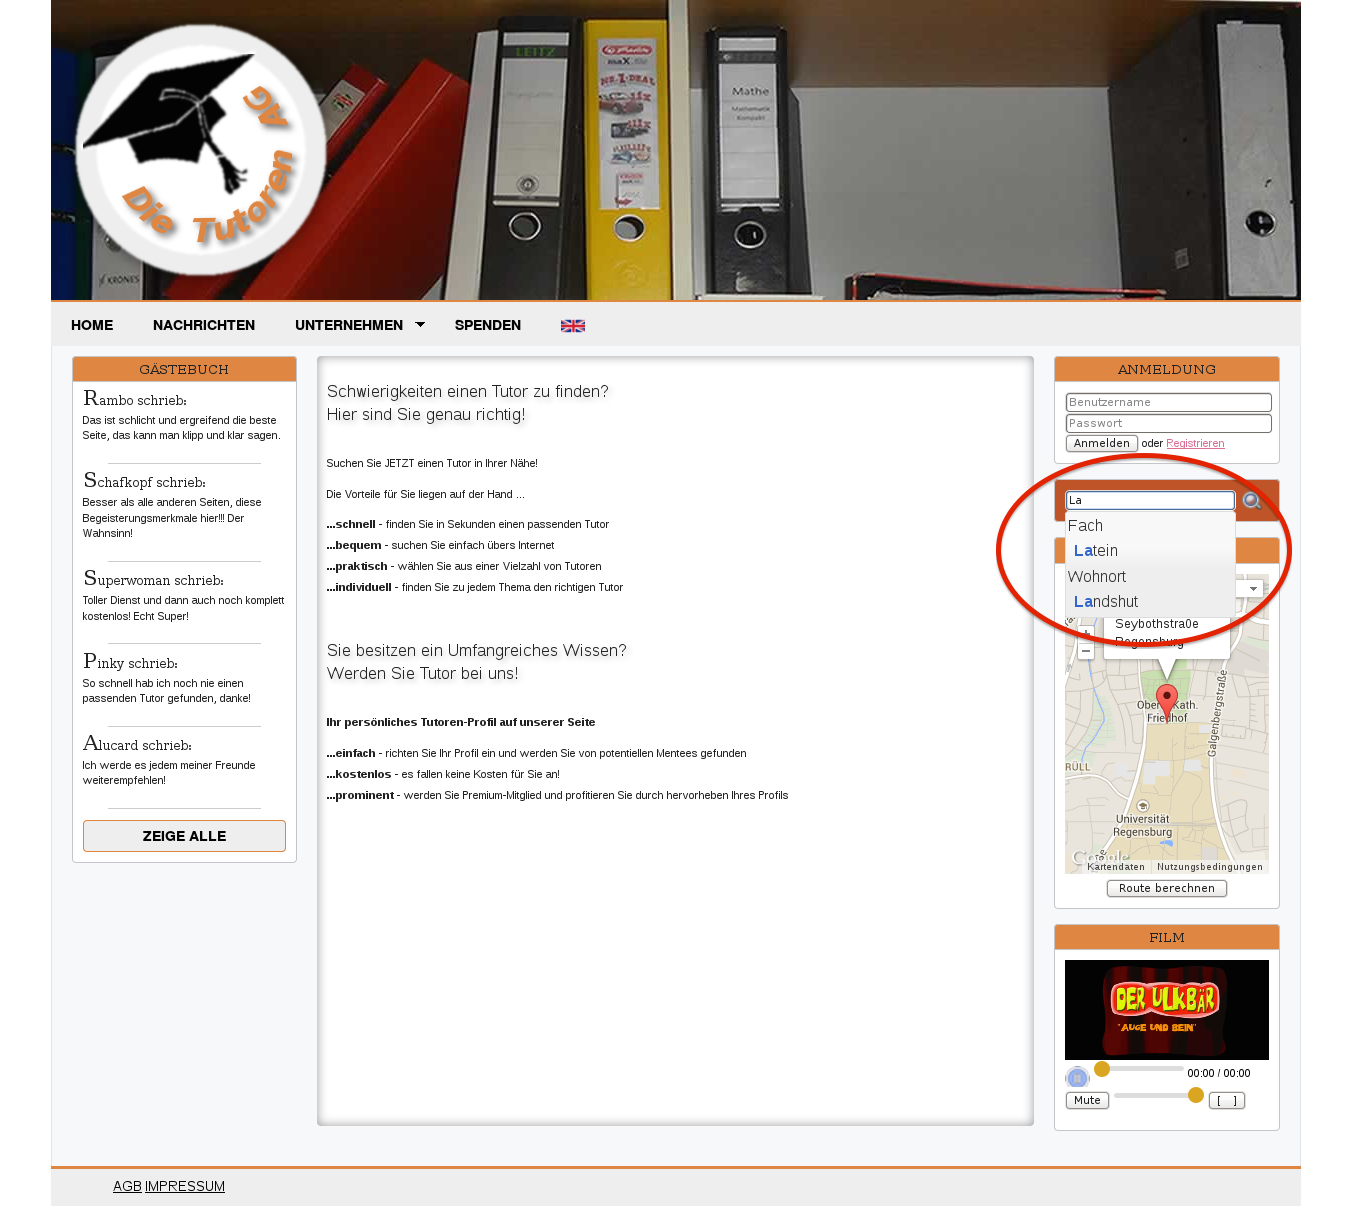 Die Tutoren AG
KRONES
LEITZ
maX.file
Mathe
Mathematik
Kompakt
HOME
NACHRICHTEN
UNTERNEHMEN
SPENDEN
GÄSTEBUCH
Rambo schrieb:
Das ist schlicht und ergreifend die beste
Seite, das kann man klipp und klar sagen.
Schafkopf schrieb:
Besser als alle anderen Seiten, diese
Begeisterungsmerkmale hier!!! Der
Wahnsinn!
Superwoman schrieb:
Toller Dienst und dann auch noch komplett
kostenlos! Echt Super!
Pinky schrieb:
So schnell hab ich noch nie einen
passenden Tutor gefunden, danke!
Alucard schrieb:
Ich werde es jedem meiner Freunde
weiterempfehlen!
ZEIGE ALLE
Schwierigkeiten einen Tutor zu finden?
Hier sind Sie genau richtig!
Suchen Sie JETZT einen Tutor in Ihrer Nähe!
Die Vorteile für Sie liegen auf der Hand ...
...schnell - finden Sie in Sekunden einen passenden Tutor
...bequem - suchen Sie einfach übers Internet
...praktisch - wählen Sie aus einer Vielzahl von Tutoren
...individuell - finden Sie zu jedem Thema den richtigen Tutor
Sie besitzen ein Umfangreiches Wissen?
Werden Sie Tutor bei uns!
Ihr persönliches Tutoren-Profil auf unserer Seite
...einfach - richten Sie Ihr Profil ein und werden Sie von potentiellen Mentees gefunden
...kostenlos - es fallen keine Kosten für Sie an!
...prominent - werden Sie Premium-Mitglied und profitieren Sie durch hervorheben Ihres Profils
ANMELDUNG
Benutzername
Passwort
Anmelden oder Registrieren
La
Fach
Latein
Wohnort
Landshut
Seybothstraße
Regensburg
Galgenbergstraße
RÜLL
Universität
Regensburg
Google
Kartendaten
Nutzungsbedingungen
Route berechnen
FILM
DER ULKBÄR
"AUGE UND BEIN"
00:00 / 00:00
Mute
[ ]
AGB IMPRESSUM